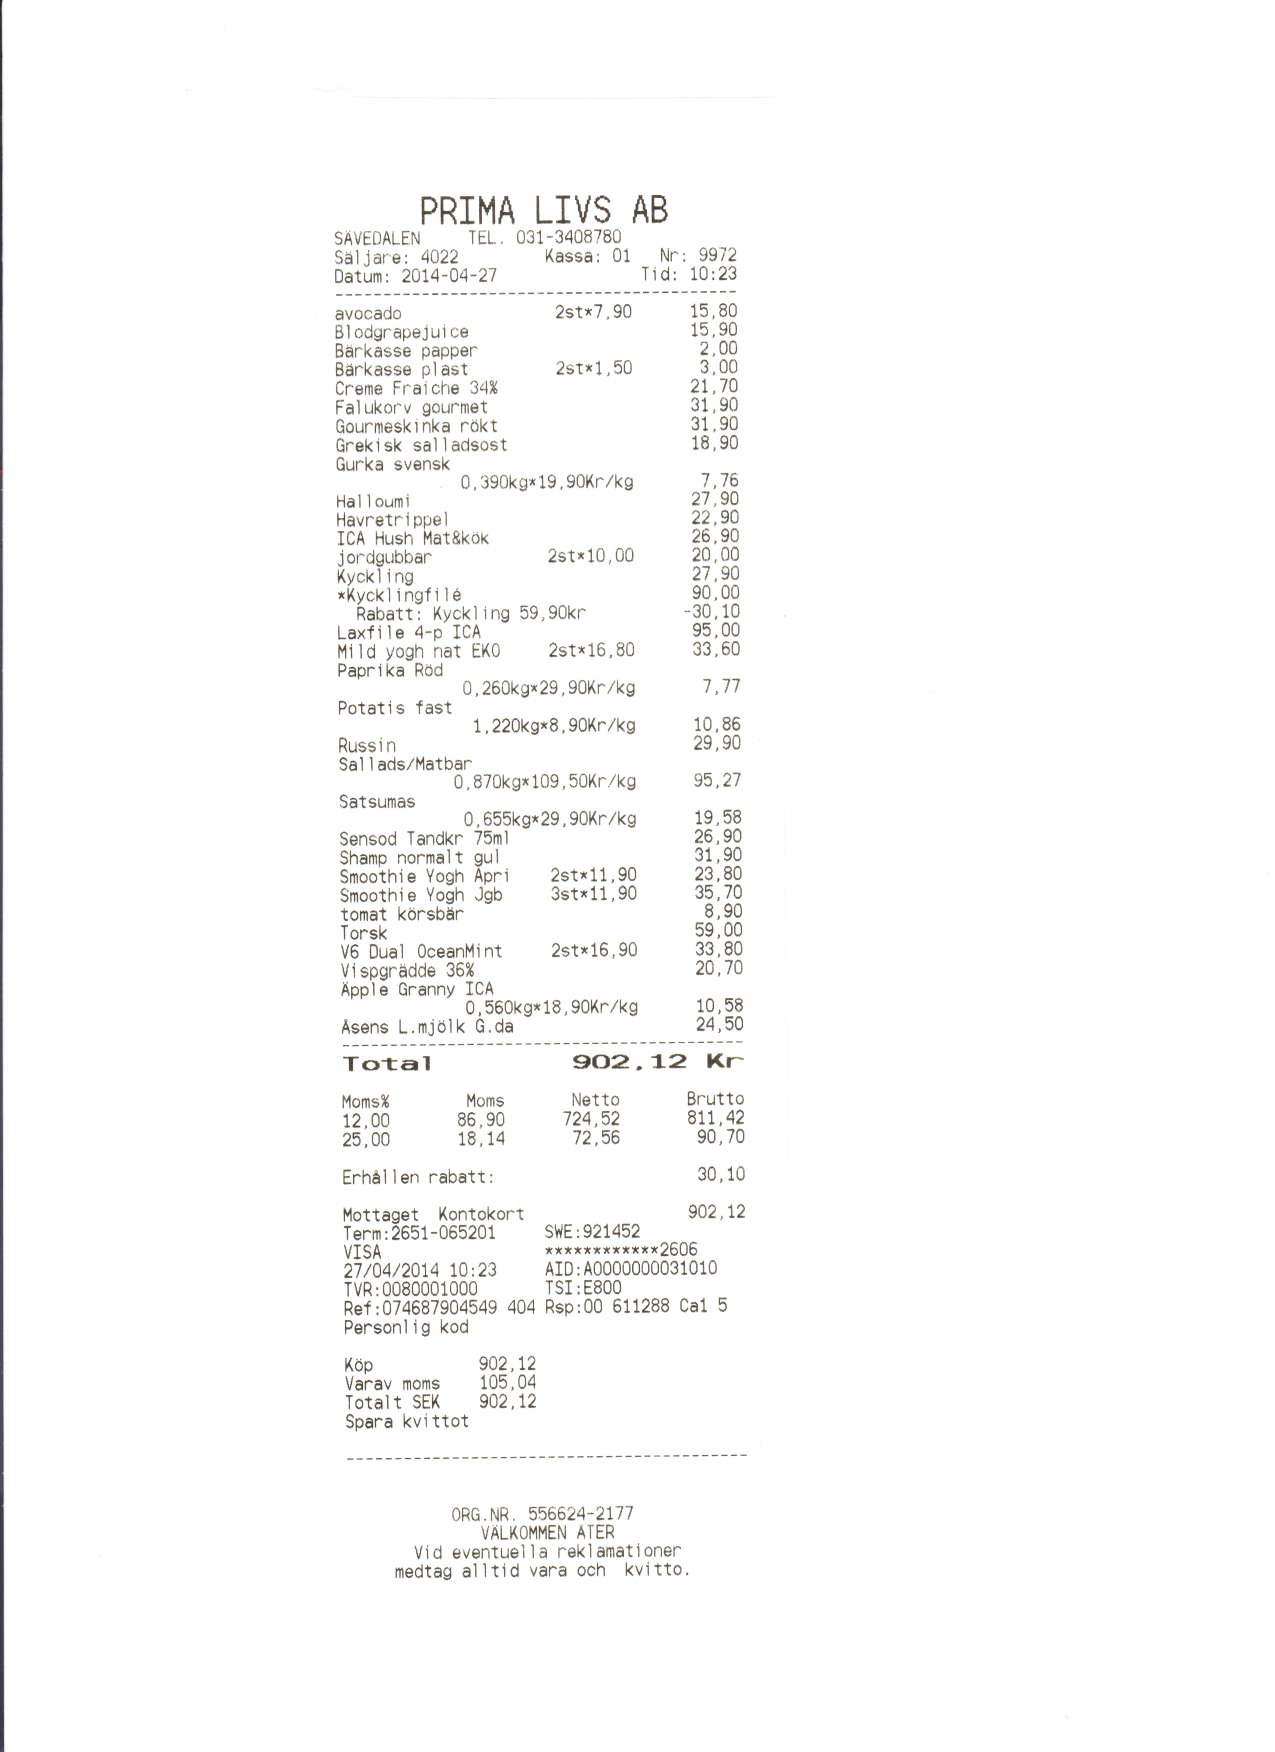 PRIMA LIVS AB
SÄVEDALEN TEL. 031-3408780
Säljare: 4022 Kassa: 01 Nr: 9972
Datum: 2014-04-27 Tid: 10:23
------------------------------------------
avocado 2st*7,90 15,80
Blodgrapejuice 15,90
Bärkasse papper 2,00
Bärkasse plast 2st*1,50 3,00
Creme Fraiche 34% 21,70
Falukorv gourmet 31,90
Gourmeskinka rökt 31,90
Grekisk salladsost 18,90
Gurka svensk
0,390kg*19,90Kr/kg 7,76
Halloumi 27,90
Havretrippel 22,90
ICA Hush Mat&kök 26,90
jordgubbar 2st*10,00 20,00
Kyckling 27,90
*Kycklingfilé 90,00
Rabatt: Kyckling 59,90kr -30,10
Laxfile 4-p ICA 95,00
Mild yogh nat EKO 2st*16,80 33,60
Paprika Röd
0,260kg*29,90Kr/kg 7,77
Potatis fast
1,220kg*8,90Kr/kg 10,86
Russin 29,90
Sallads/Matbar
0,870kg*109,50Kr/kg 95,27
Satsumas
0,655kg*29,90Kr/kg 19,58
Sensod Tandkr 75ml 26,90
Shamp normalt gul 31,90
Smoothie Yogh Apri 2st*11,90 23,80
Smoothie Yogh Jgb 3st*11,90 35,70
tomat körsbär 8,90
Torsk 59,00
V6 Dual OceanMint 2st*16,90 33,80
Vispgrädde 36% 20,70
Äpple Granny ICA
0,560kg*18,90Kr/kg 10,58
Åsens L.mjölk G.da 24,50
------------------------------------------
Total 902.12 Kr
Moms% Moms Netto Brutto
12,00 86,90 724,52 811,42
25,00 18,14 72,56 90,70
Erhållen rabatt: 30,10
Mottaget Kontokort 902,12
Term:2651-065201 SWE:921452
VISA ************2606
27/04/2014 10:23 AID:A0000000031010
TVR:0080001000 TSI:E800
Ref:074687904549 404 Rsp:00 611288 Ca1 5
Personlig kod
Köp 902,12
Varav moms 105,04
Totalt SEK 902,12
Spara kvittot
------------------------------------------
ORG.NR. 556624-2177
VÄLKOMMEN ÅTER
Vid eventuella reklamationer
medtag alltid vara och kvitto.